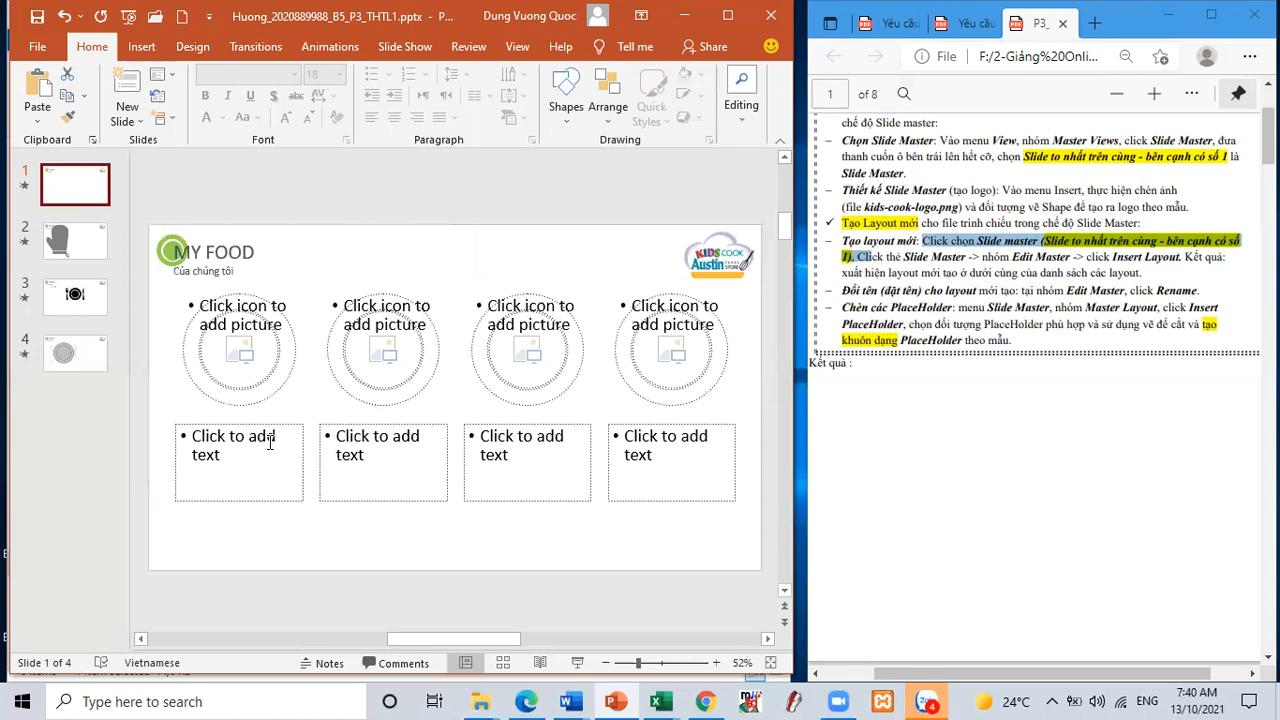 Huong_2020889988_B5_P3_THTL1.pptx - P...
Dung Vuong Quoc
File Home Insert Design Transitions Animations Slide Show Review View Help Tell me Share
Paste
New
Slide
18
B I U S abc AV
A Aa A A
Shapes Arrange Quick
Styles
Editing
Clipboard Font Paragraph Drawing
1
2
3
4
MY FOOD
Của chúng tôi
KIDS COOK
Austin
STORE
• Click icon to add picture
• Click icon to add picture
• Click icon to add picture
• Click icon to add picture
• Click to add text
• Click to add text
• Click to add text
• Click to add text
Slide 1 of 4 Vietnamese Notes Comments 52%
Yêu cầu Yêu cầu P3_
File F:/2-Giảng%20Onli...
1 of 8
chế độ Slide master:
– Chọn Slide Master: Vào menu View, nhóm Master Views, click Slide Master, đưa
thanh cuốn ô bên trái lên hết cỡ, chọn Slide to nhất trên cùng - bên cạnh có số 1 là
Slide Master.
– Thiết kế Slide Master (tạo logo): Vào menu Insert, thực hiện chèn ảnh
(file kids-cook-logo.png) và đối tượng vẽ Shape để tạo ra logo theo mẫu.
✓ Tạo Layout mới cho file trình chiếu trong chế độ Slide Master:
– Tạo layout mới: Click chọn Slide master (Slide to nhất trên cùng - bên cạnh có số
1). Click thẻ Slide Master -> nhóm Edit Master -> click Insert Layout. Kết quả:
xuất hiện layout mới tạo ở dưới cùng của danh sách các layout.
– Đổi tên (đặt tên) cho layout mới tạo: tại nhóm Edit Master, click Rename.
– Chèn các PlaceHolder: menu Slide Master, nhóm Master Layout, click Insert
PlaceHolder, chọn đối tượng PlaceHolder phù hợp và sử dụng vẽ để cắt và tạo
khuôn dạng PlaceHolder theo mẫu.
Kết quả :
Type here to search
4
24°C
ENG
7:40 AM
13/10/2021